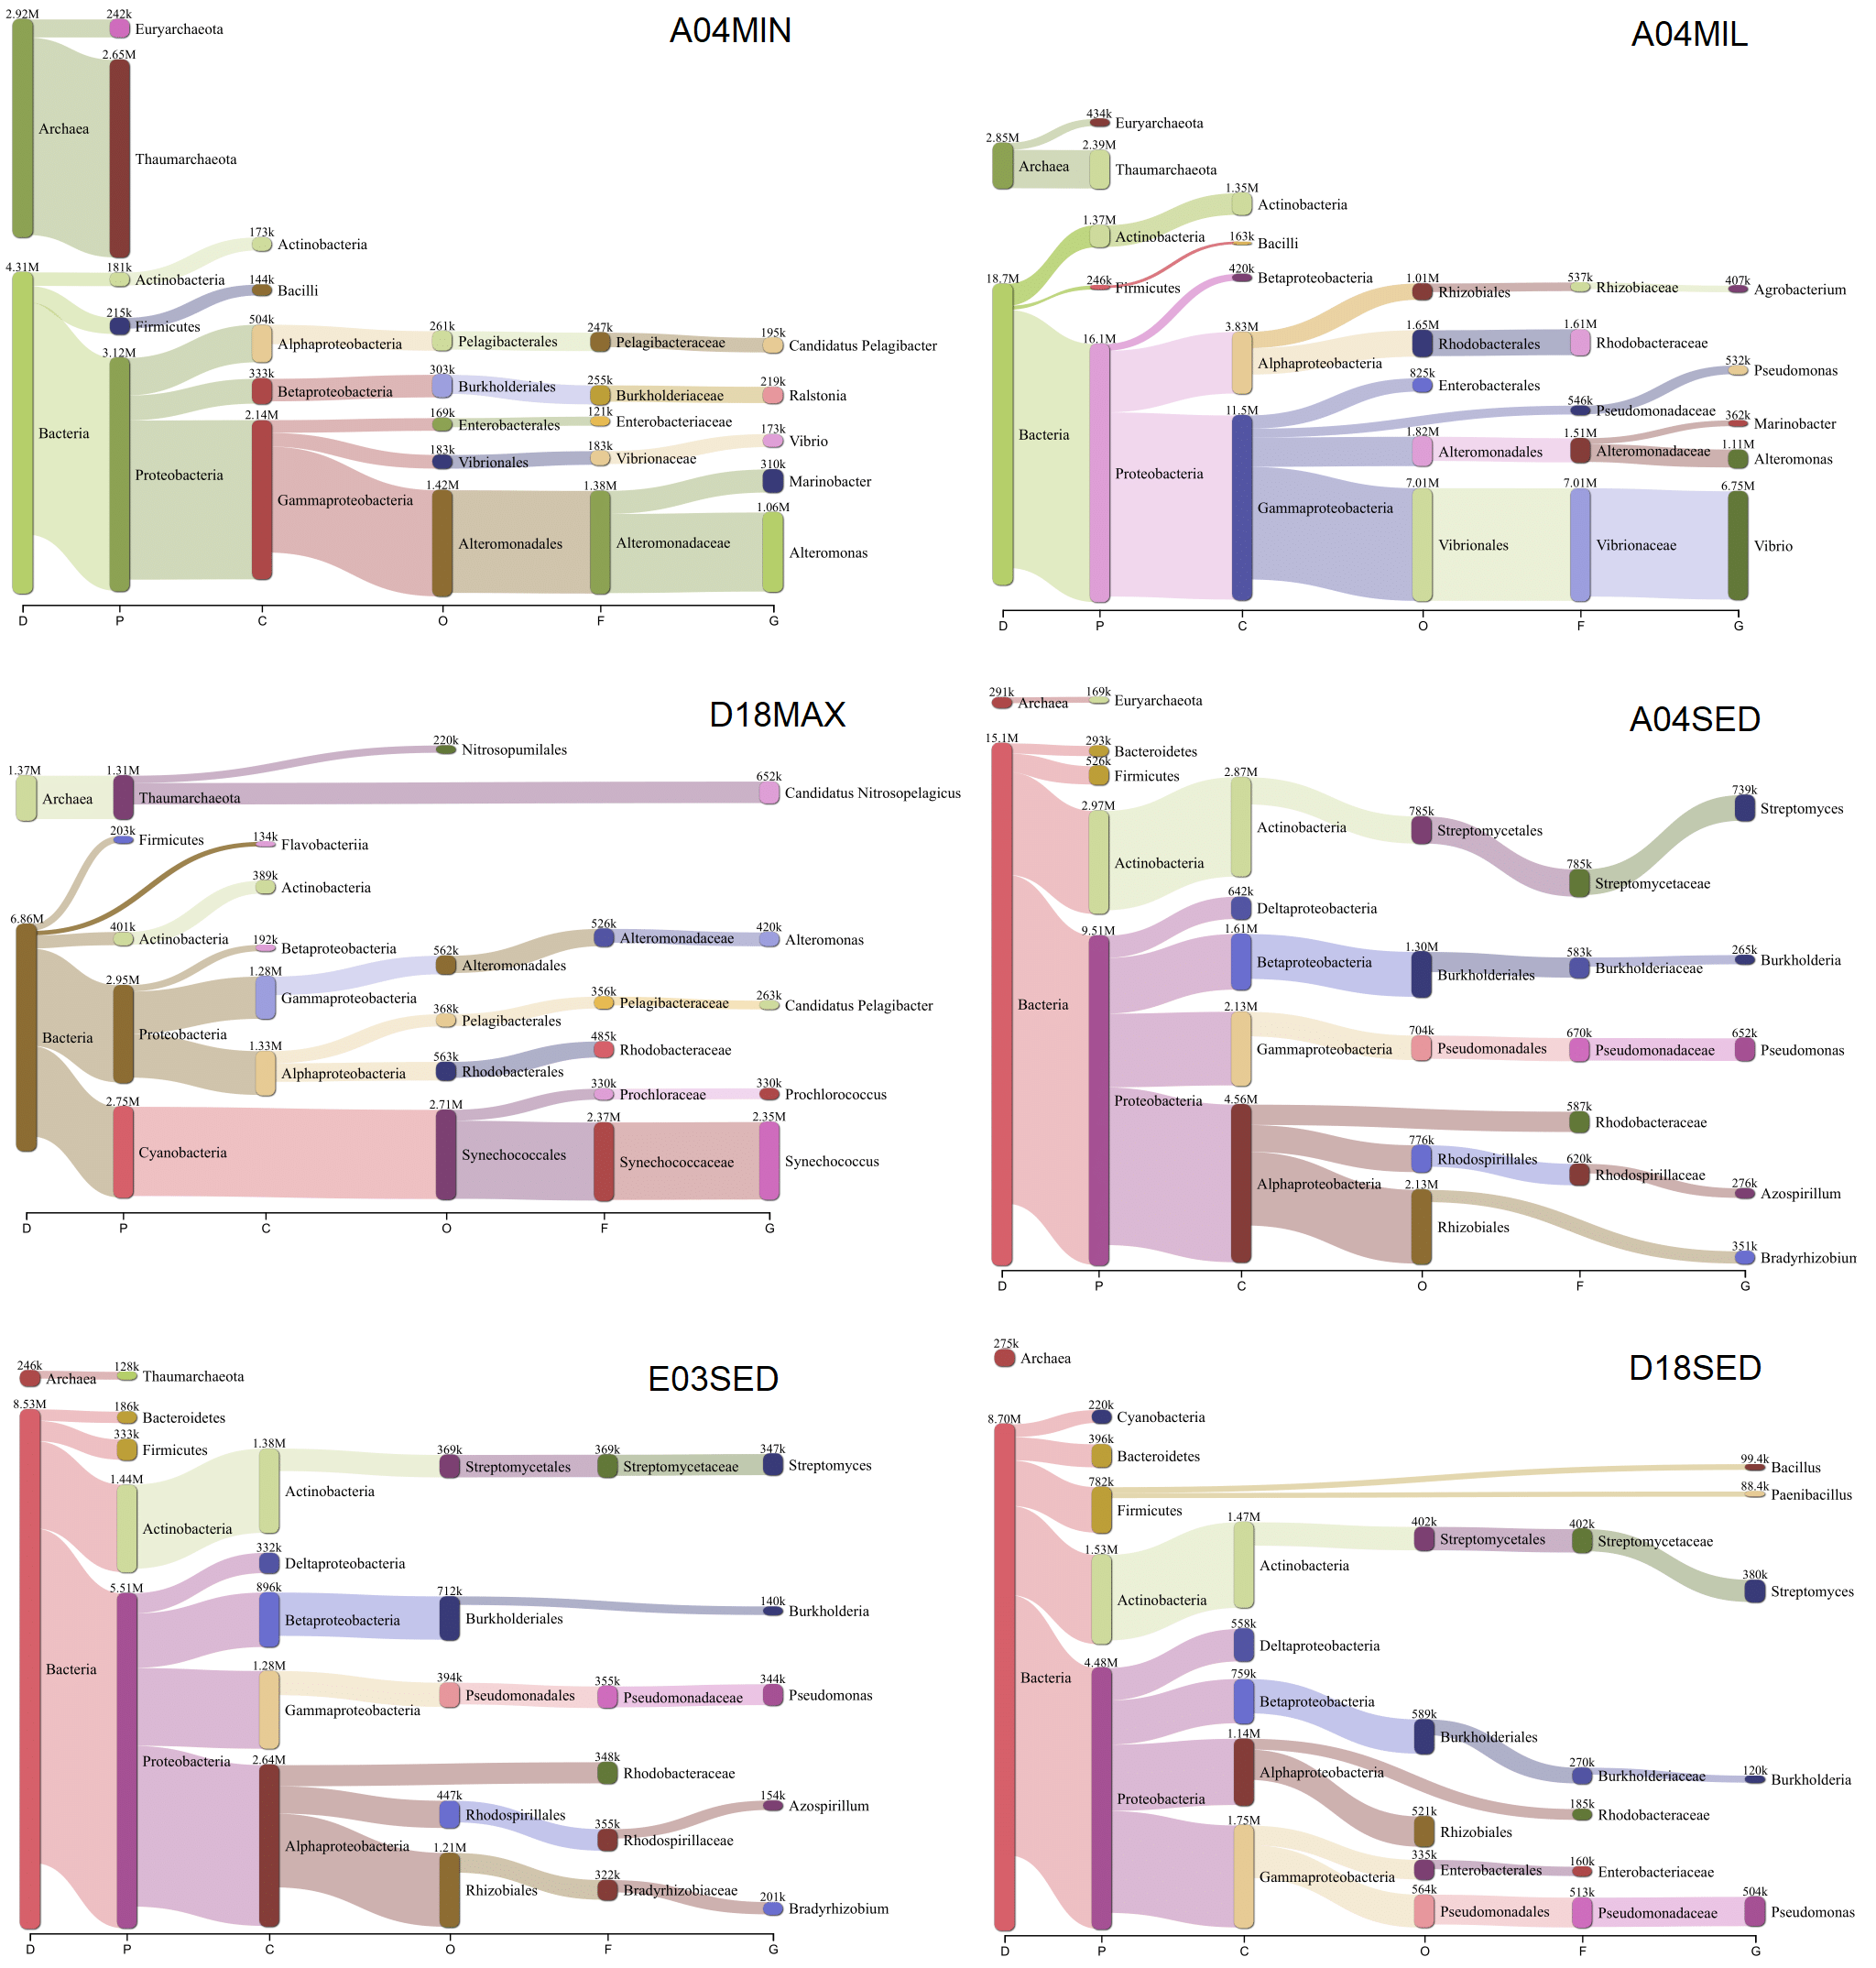 A04MIN
2.92M
242k
Euryarchaeota
2.65M
Archaea
Thaumarchaeota
173k
Actinobacteria
4.31M
181k
Actinobacteria
144k
Bacilli
215k
Firmicutes
504k
Alphaproteobacteria
261k
Pelagibacterales
247k
Pelagibacteraceae
195k
Candidatus Pelagibacter
3.12M
333k
Betaproteobacteria
303k
Burkholderiales
255k
Burkholderiaceae
219k
Ralstonia
2.14M
169k
Enterobacterales
121k
Enterobacteriaceae
173k
Vibrio
Bacteria
183k
Vibrionales
183k
Vibrionaceae
310k
Marinobacter
Proteobacteria
Gammaproteobacteria
1.42M
Alteromonadales
1.38M
Alteromonadaceae
1.06M
Alteromonas
D P C O F G
A04MIL
434k
Euryarchaeota
2.85M
Archaea
2.39M
Thaumarchaeota
1.35M
Actinobacteria
1.37M
Actinobacteria
163k
Bacilli
18.7M
246k
Firmicutes
420k
Betaproteobacteria
1.01M
Rhizobiales
537k
Rhizobiaceae
407k
Agrobacterium
16.1M
3.83M
Alphaproteobacteria
1.65M
Rhodobacterales
1.61M
Rhodobacteraceae
825k
Enterobacterales
532k
Pseudomonas
11.5M
546k
Pseudomonadaceae
362k
Marinobacter
Bacteria
1.82M
Alteromonadales
1.51M
Alteromonadaceae
1.11M
Alteromonas
Proteobacteria
Gammaproteobacteria
7.01M
Vibrionales
7.01M
Vibrionaceae
6.75M
Vibrio
D P C O F G
D18MAX
220k
Nitrosopumilales
1.37M
Archaea
1.31M
Thaumarchaeota
652k
Candidatus Nitrosopelagicus
203k
Firmicutes
134k
Flavobacteriia
389k
Actinobacteria
6.86M
401k
Actinobacteria
192k
Betaproteobacteria
526k
Alteromonadaceae
420k
Alteromonas
562k
Alteromonadales
2.95M
1.28M
Gammaproteobacteria
368k
Pelagibacterales
356k
Pelagibacteraceae
263k
Candidatus Pelagibacter
Bacteria
Proteobacteria
1.33M
Alphaproteobacteria
563k
Rhodobacterales
485k
Rhodobacteraceae
330k
Prochloraceae
330k
Prochlorococcus
2.75M
Cyanobacteria
2.71M
Synechococcales
2.37M
Synechococcaceae
2.35M
Synechococcus
D P C O F G
A04SED
291k
Archaea
169k
Euryarchaeota
15.1M
293k
Bacteroidetes
526k
Firmicutes
2.97M
Actinobacteria
2.87M
Actinobacteria
785k
Streptomycetales
785k
Streptomycetaceae
739k
Streptomyces
642k
Deltaproteobacteria
9.51M
1.61M
Betaproteobacteria
1.30M
Burkholderiales
583k
Burkholderiaceae
265k
Burkholderia
Bacteria
2.13M
Gammaproteobacteria
704k
Pseudomonadales
670k
Pseudomonadaceae
652k
Pseudomonas
Proteobacteria
4.56M
587k
Rhodobacteraceae
776k
Rhodospirillales
620k
Rhodospirillaceae
276k
Azospirillum
Alphaproteobacteria
2.13M
Rhizobiales
351k
Bradyrhizobium
D P C O F G
E03SED
246k
Archaea
128k
Thaumarchaeota
8.53M
186k
Bacteroidetes
333k
Firmicutes
1.44M
Actinobacteria
1.38M
Actinobacteria
369k
Streptomycetales
369k
Streptomycetaceae
347k
Streptomyces
332k
Deltaproteobacteria
5.51M
896k
Betaproteobacteria
712k
Burkholderiales
140k
Burkholderia
Bacteria
1.28M
Gammaproteobacteria
394k
Pseudomonadales
355k
Pseudomonadaceae
344k
Pseudomonas
Proteobacteria
2.64M
348k
Rhodobacteraceae
447k
Rhodospirillales
355k
Rhodospirillaceae
154k
Azospirillum
Alphaproteobacteria
1.21M
Rhizobiales
322k
Bradyrhizobiaceae
201k
Bradyrhizobium
D P C O F G
D18SED
275k
Archaea
8.70M
220k
Cyanobacteria
396k
Bacteroidetes
782k
Firmicutes
99.4k
Bacillus
88.4k
Paenibacillus
1.53M
Actinobacteria
1.47M
Actinobacteria
402k
Streptomycetales
402k
Streptomycetaceae
380k
Streptomyces
558k
Deltaproteobacteria
4.48M
Bacteria
759k
Betaproteobacteria
589k
Burkholderiales
270k
Burkholderiaceae
120k
Burkholderia
Proteobacteria
1.14M
Alphaproteobacteria
185k
Rhodobacteraceae
521k
Rhizobiales
1.75M
Gammaproteobacteria
335k
Enterobacterales
160k
Enterobacteriaceae
564k
Pseudomonadales
513k
Pseudomonadaceae
504k
Pseudomonas
D P C O F G